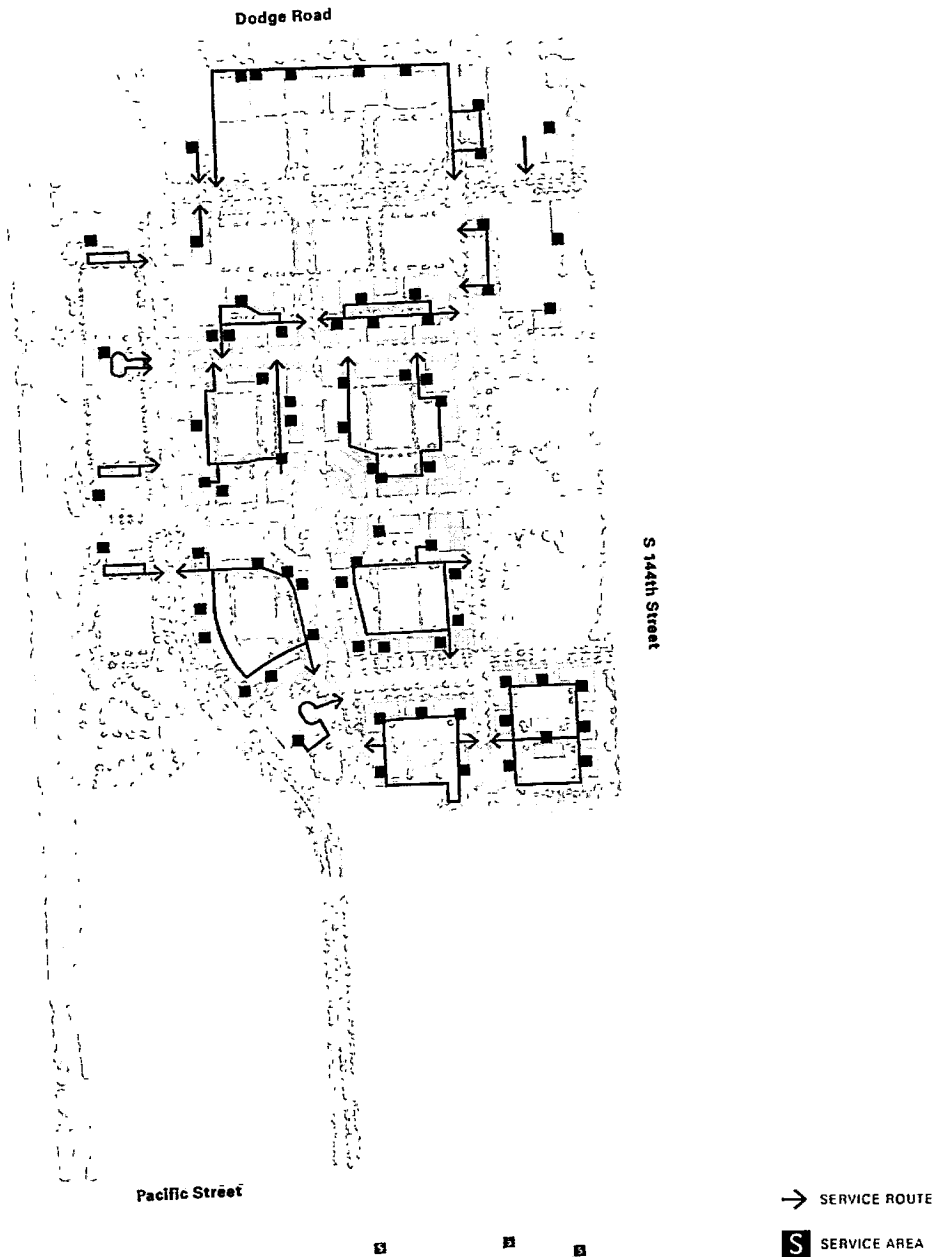 Dodge Road
S 144th Street
Pacific Street
SERVICE ROUTE
S SERVICE AREA
S
S
S